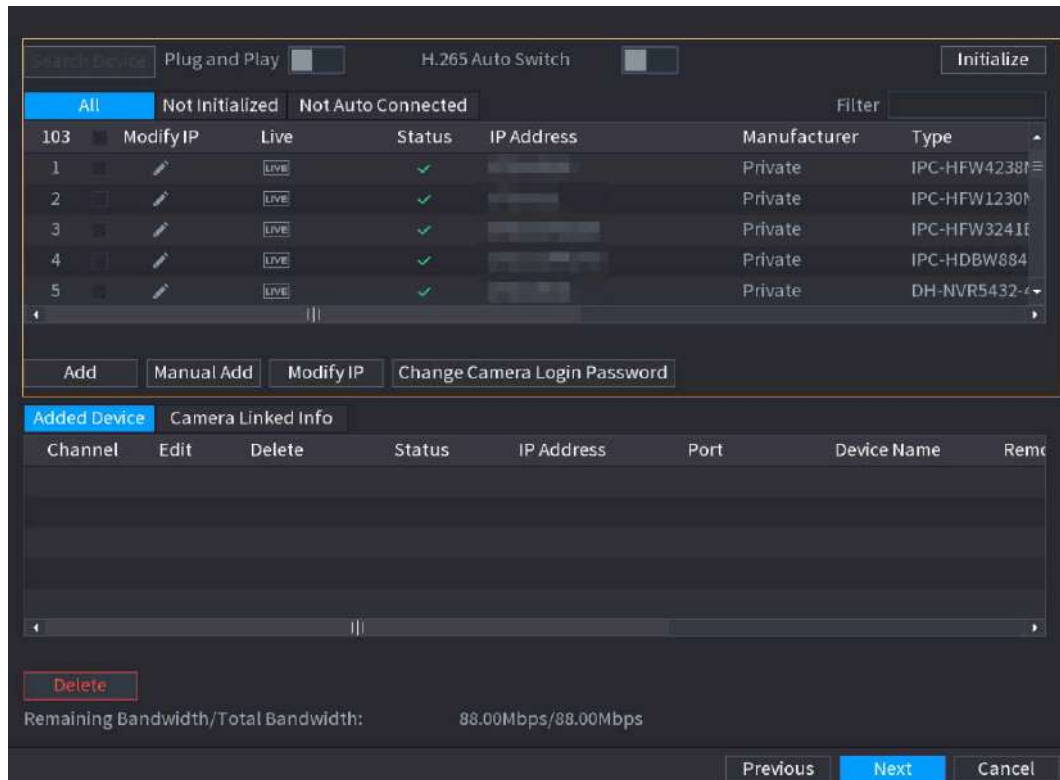 Search Device Plug and Play H.265 Auto Switch Initialize
All Not Initialized Not Auto Connected Filter
103 Modify IP Live Status IP Address Manufacturer Type
1 LIVE Private IPC-HFW4238
2 LIVE Private IPC-HFW1230
3 LIVE Private IPC-HFW3241
4 LIVE Private IPC-HDBW884
5 LIVE Private DH-NVR5432-
Add Manual Add Modify IP Change Camera Login Password
Added Device Camera Linked Info
Channel Edit Delete Status IP Address Port Device Name Remo
Delete
Remaining Bandwidth/Total Bandwidth: 88.00Mbps/88.00Mbps
Previous Next Cancel